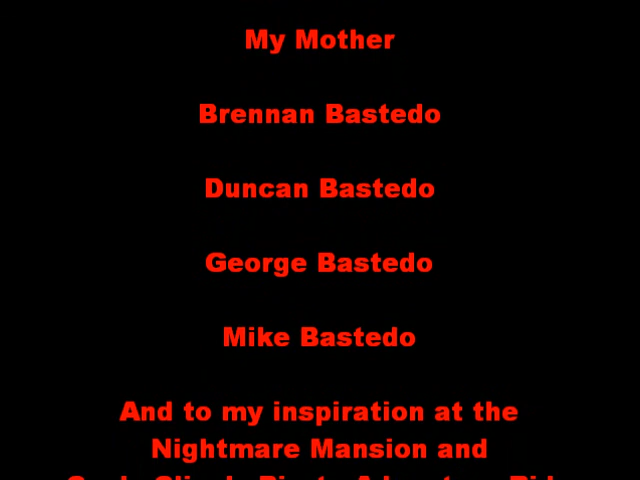 My Mother
Brennan Bastedo
Duncan Bastedo
George Bastedo
Mike Bastedo
And to my inspiration at the
Nightmare Mansion and